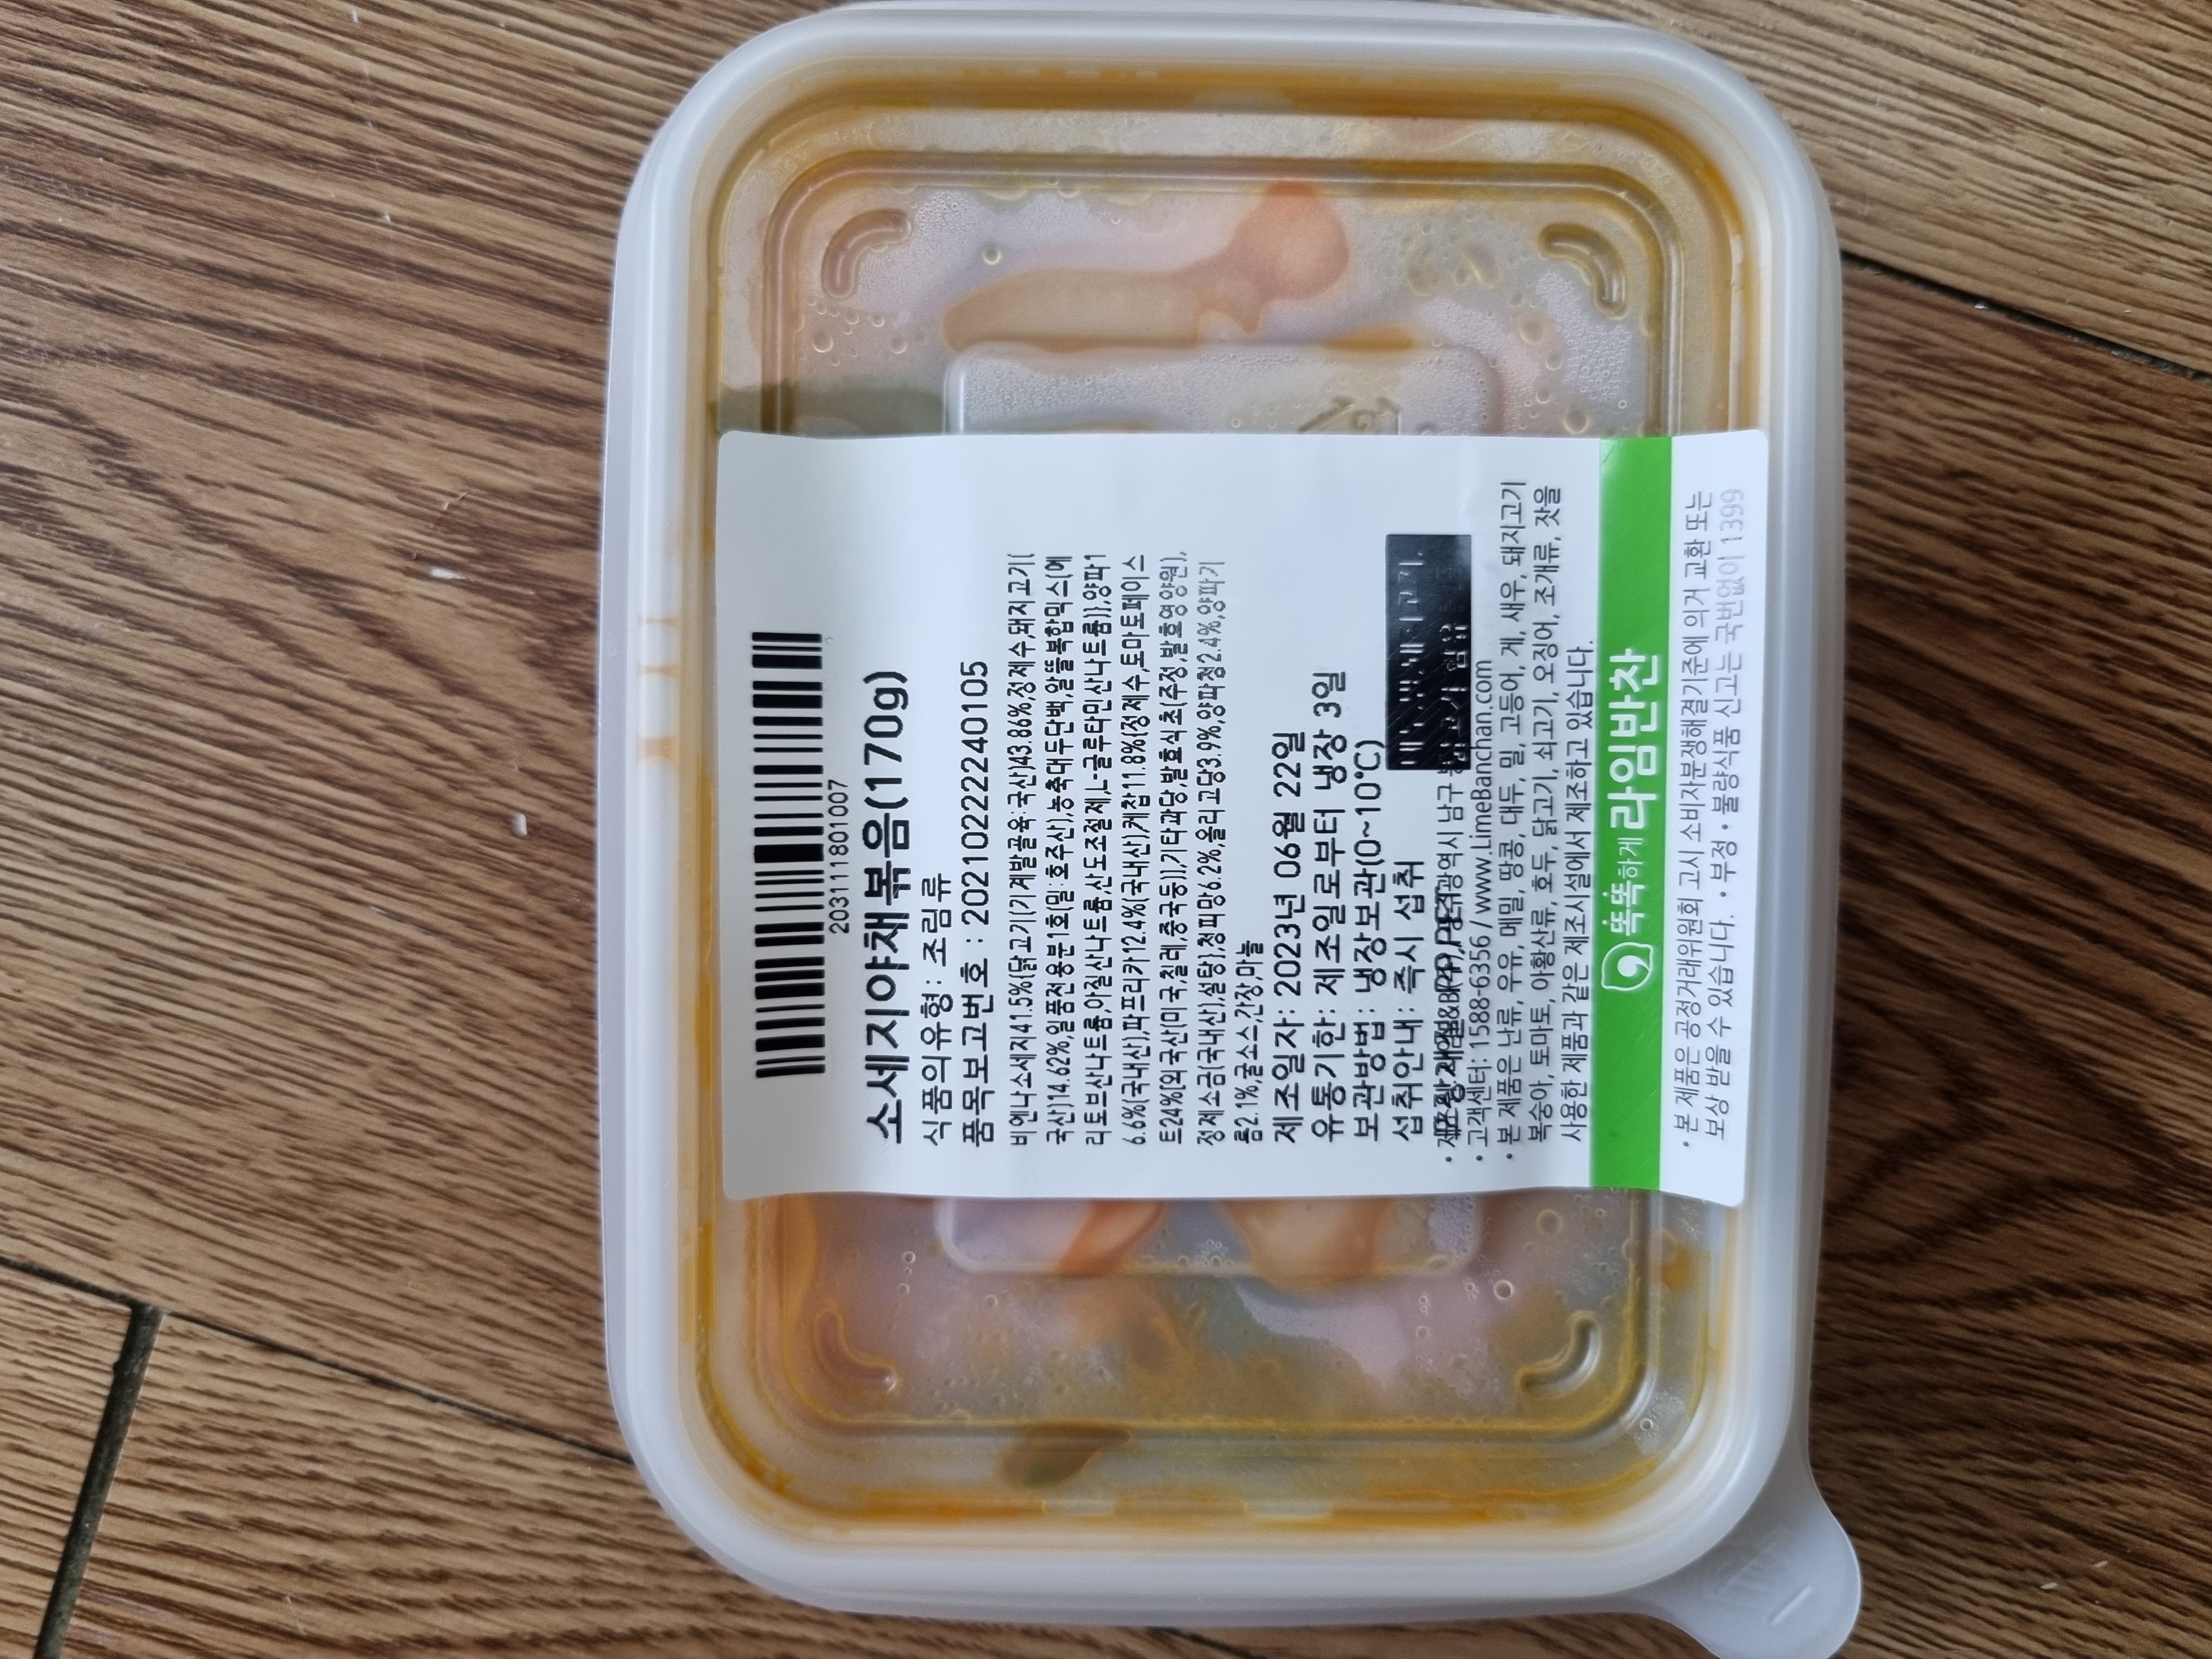 203111801007
소세지야채볶음(170g)
식품의유형: 조림류
품목보고번호 : 20210222240105
비엔나소세지41.5%{닭고기(기계발골육:국산)43.86%,정제수,돼지고기(
국산)14.62%,일품전용분1호(밀:호주산),농축대두단백,알뜰복합믹스(에
리토브산나트륨,아질산나트륨,산도조절제,L-글루타민산나트륨)},양파1
6.6%(국내산),파프리카12.4%(국내산),케찹11.8%(정제수,토마토페이스
트24%[외국산(미국,칠레,중국등)],기타과당,발효식초(주정,발효영양원),
정제소금(국내산),설탕},청피망6.2%,올리고당3.9%,양파청2.4%,양파기
름2.1%,굴소스,간장,마늘
제조일자: 2023년 06월 22일
유통기한: 제조일로부터 냉장 3일
보관방법: 냉장보관(0~10℃)
섭취안내: 즉시 섭취
광역시 남구
• 고객센터: 1588-6356 / www.LimeBanchan.com
• 본 제품은 난류, 우유, 메밀, 땅콩, 대두, 밀, 고등어, 게, 새우, 돼지고기
복숭아, 토마토, 아황산류, 호두, 닭고기, 쇠고기, 오징어, 조개류, 잣을
사용한 제품과 같은 제조시설에서 제조하고 있습니다.
똑똑하게 라임반찬
• 본 제품은 공정거래위원회 고시 소비자분쟁해결기준에 의거 교환 또는
보상 받을 수 있습니다. • 부정 • 불량식품 신고는 국번없이 1399